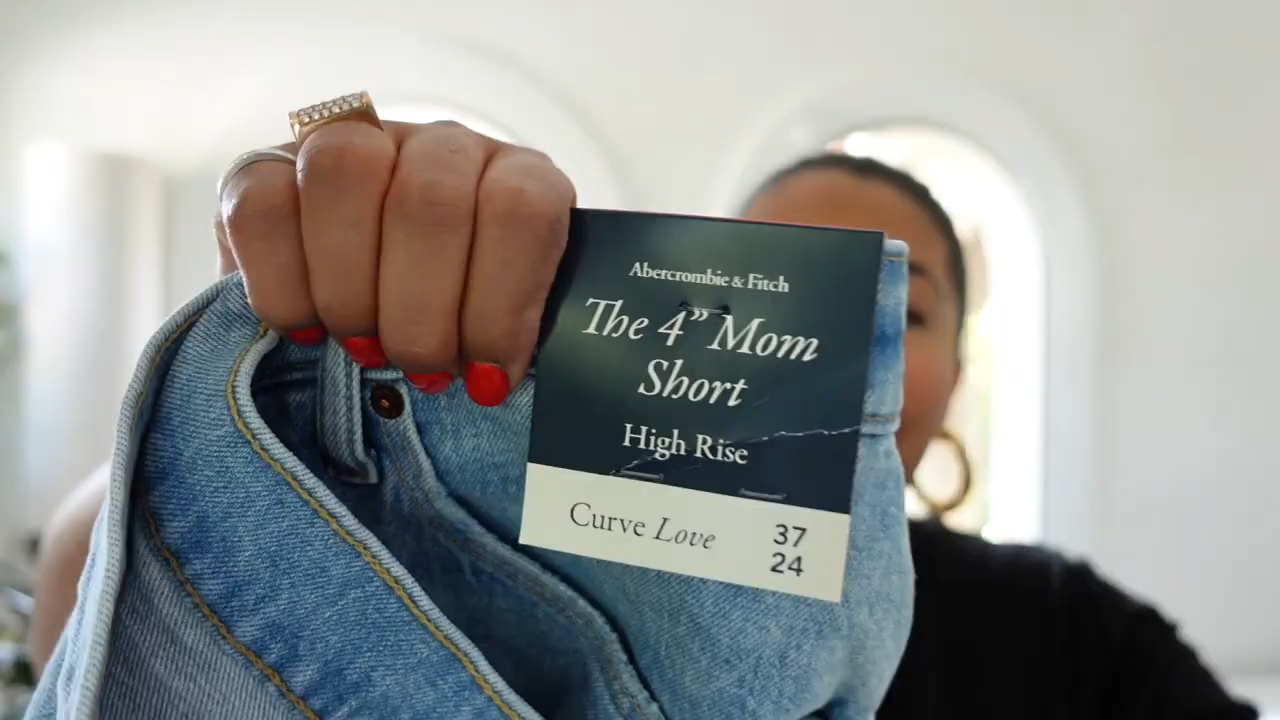 Abercrombie & Fitch
The 4” Mom
Short
High Rise
Curve Love
37
24